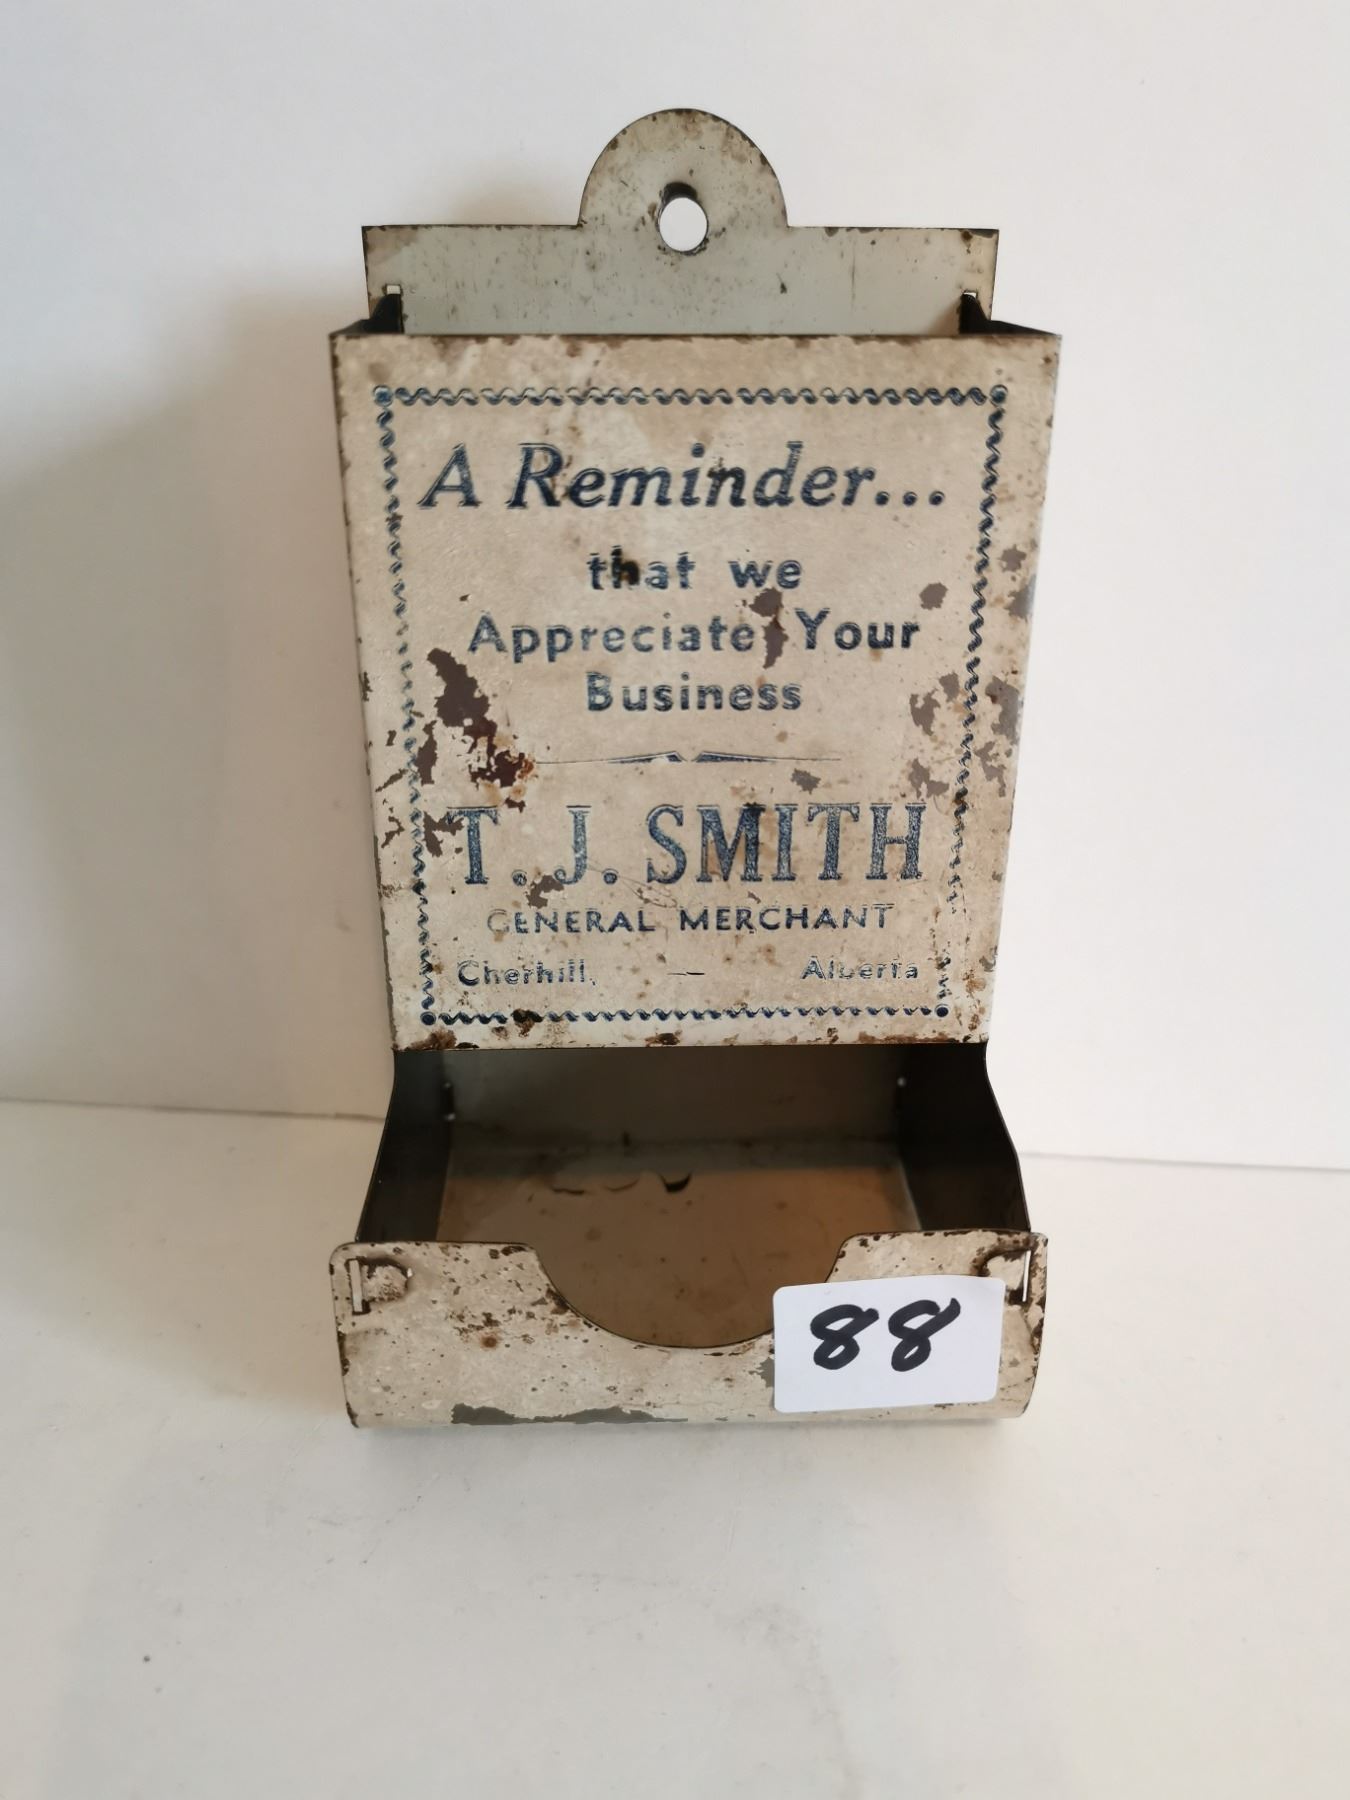 A Reminder...
that we
Appreciate Your
Business
T. J. SMITH
GENERAL MERCHANT
Cherhill, — Alberta
88